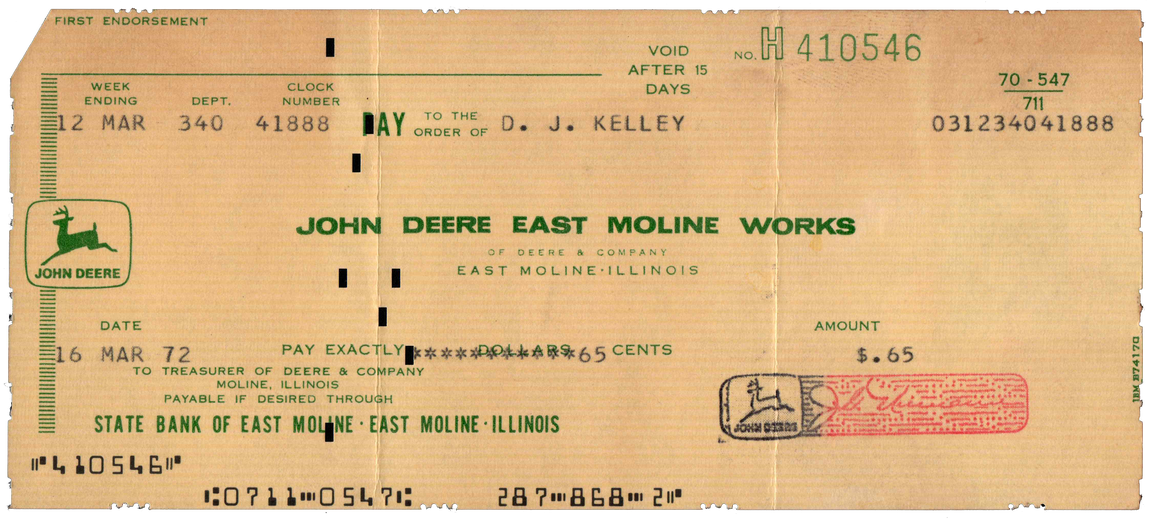 FIRST ENDORSEMENT
VOID AFTER 15 DAYS
NO. H 410546
70-547
711
WEEK ENDING DEPT. CLOCK NUMBER
12 MAR 340 41888 PAY TO THE ORDER OF D. J. KELLEY 031234041888
JOHN DEERE EAST MOLINE WORKS
OF DEERE & COMPANY
EAST MOLINE·ILLINOIS
JOHN DEERE
DATE AMOUNT
16 MAR 72 PAY EXACTLY ***********DOLLARS 65 CENTS $.65
TO TREASURER OF DEERE & COMPANY
MOLINE, ILLINOIS
PAYABLE IF DESIRED THROUGH
STATE BANK OF EAST MOLINE·EAST MOLINE·ILLINOIS
JOHN DEERE
IBM E74170
⑈410546⑈
⑆0711⑉0547⑆ 287⑉868⑉2⑈